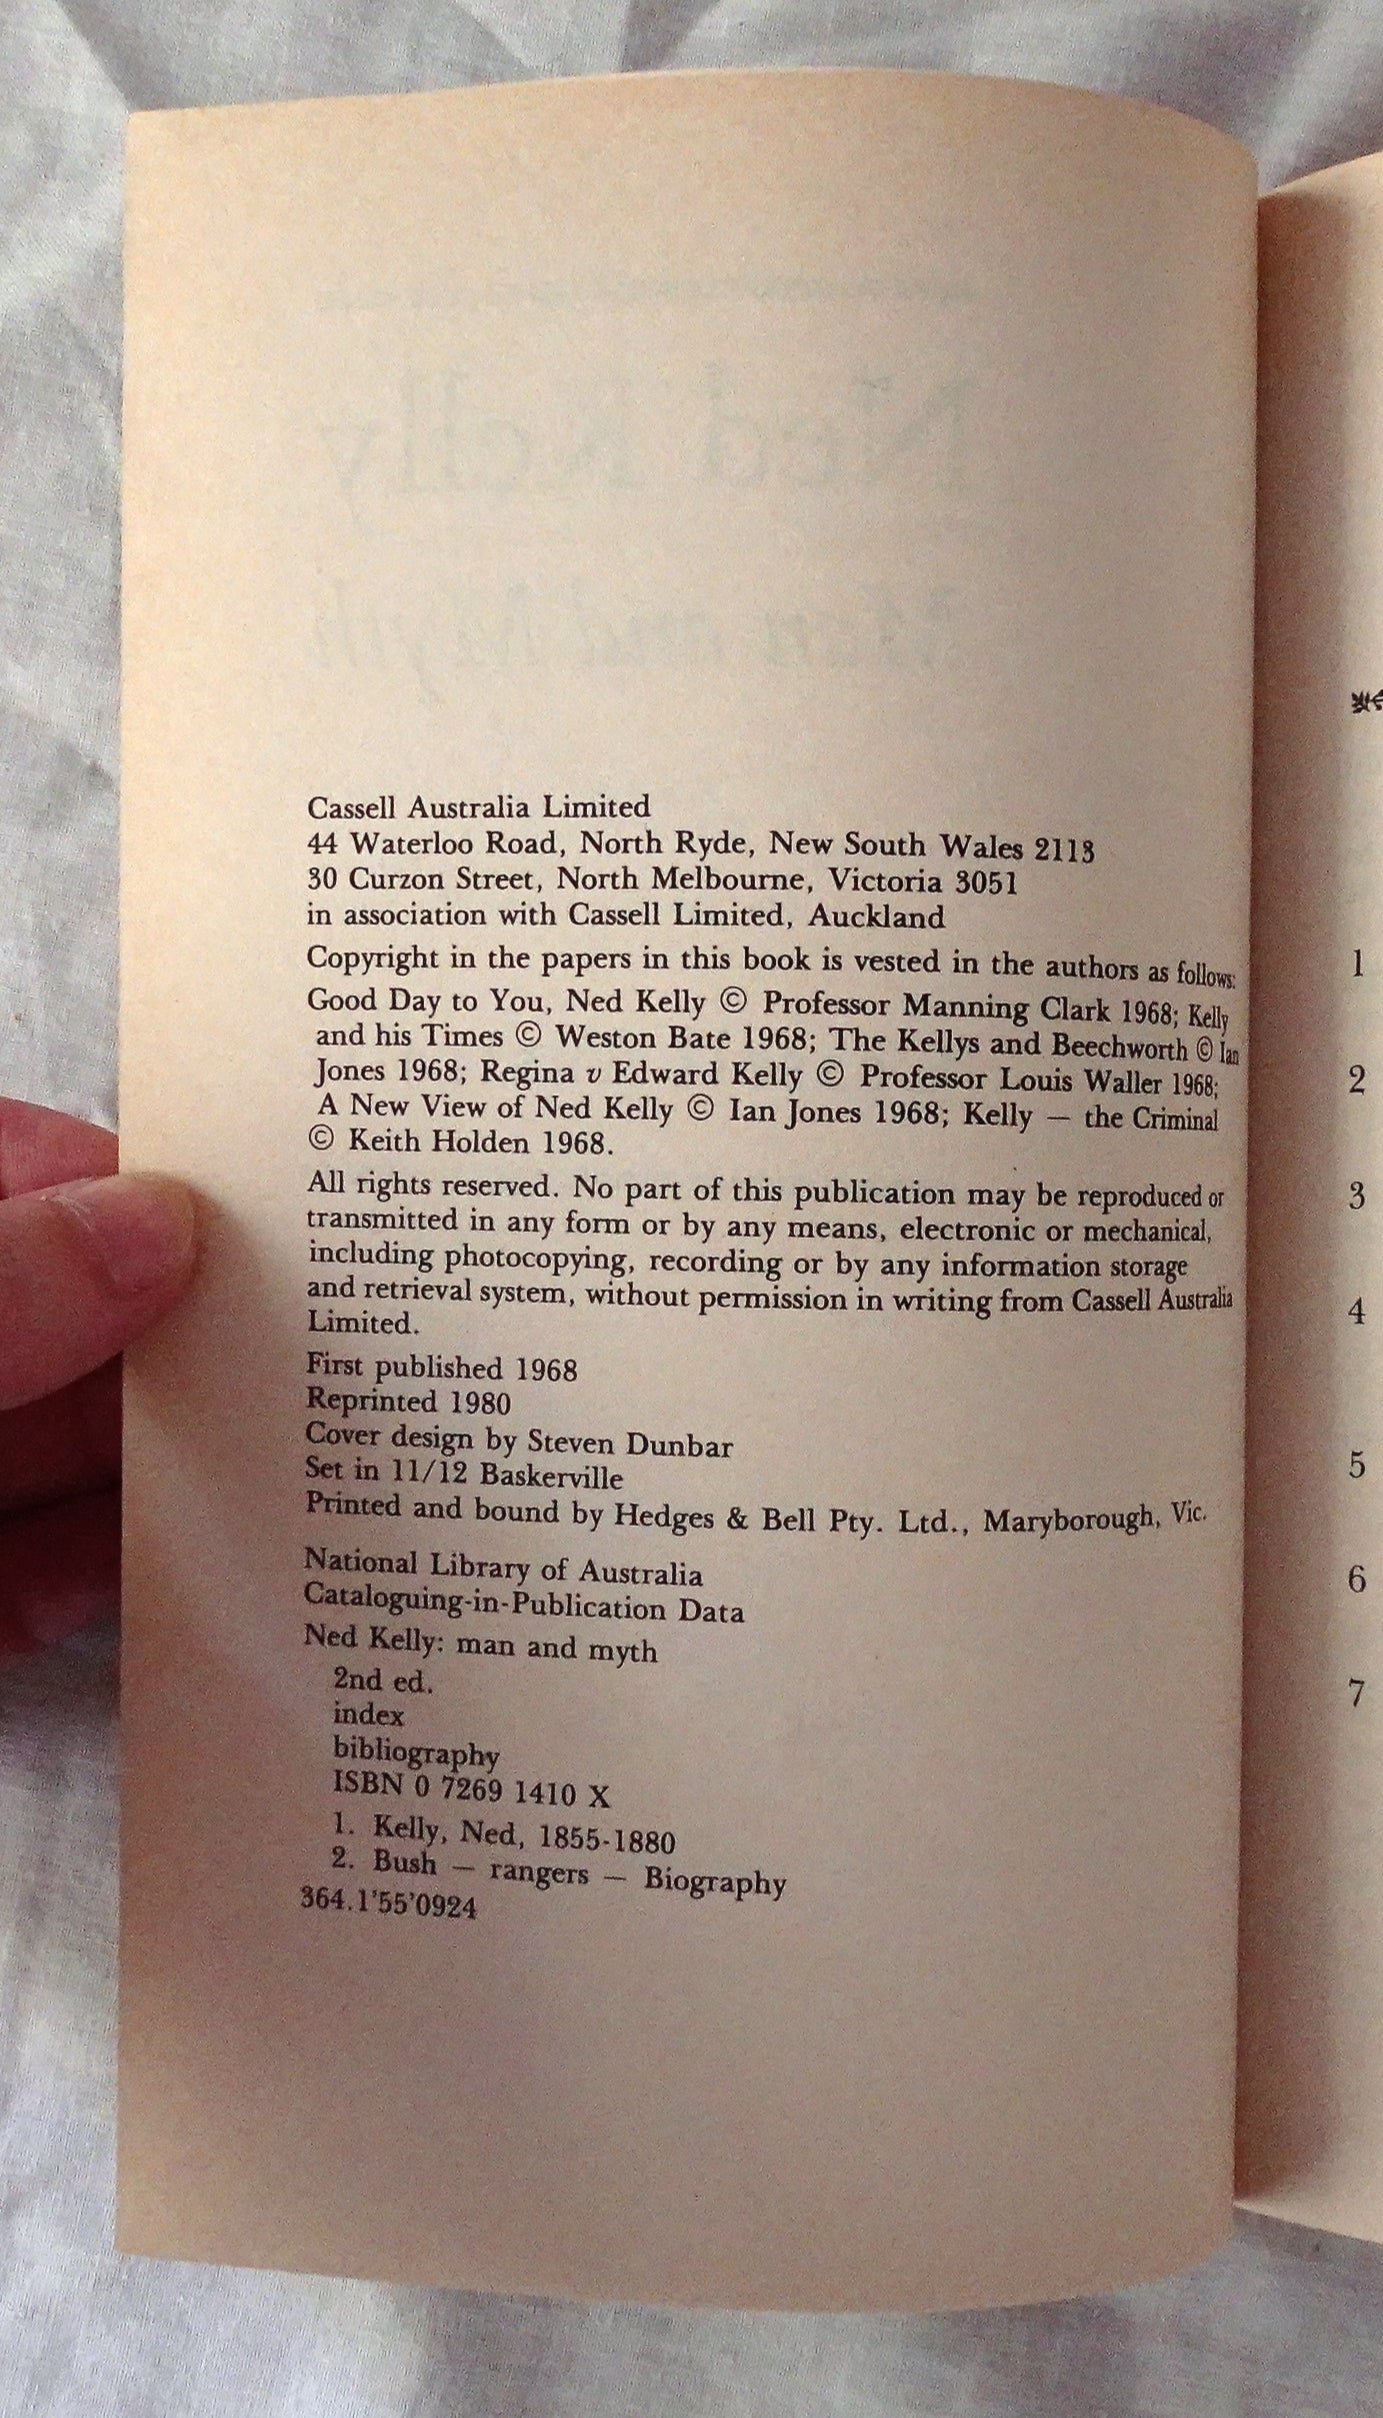 Cassell Australia Limited
44 Waterloo Road, North Ryde, New South Wales 2113
30 Curzon Street, North Melbourne, Victoria 3051
in association with Cassell Limited, Auckland
Copyright in the papers in this book is vested in the authors as follows:
Good Day to You, Ned Kelly © Professor Manning Clark 1968; Kelly
and his Times © Weston Bate 1968; The Kellys and Beechworth © Ian
Jones 1968; Regina v Edward Kelly © Professor Louis Waller 1968;
A New View of Ned Kelly © Ian Jones 1968; Kelly — the Criminal
© Keith Holden 1968.
All rights reserved. No part of this publication may be reproduced or
transmitted in any form or by any means, electronic or mechanical,
including photocopying, recording or by any information storage
and retrieval system, without permission in writing from Cassell Australia
Limited.
First published 1968
Reprinted 1980
Cover design by Steven Dunbar
Set in 11/12 Baskerville
Printed and bound by Hedges & Bell Pty. Ltd., Maryborough, Vic.
National Library of Australia
Cataloguing-in-Publication Data
Ned Kelly: man and myth
2nd ed.
index
bibliography
ISBN 0 7269 1410 X
1. Kelly, Ned, 1855-1880
2. Bush — rangers — Biography
364.1'55'0924
1
2
3
4
5
6
7